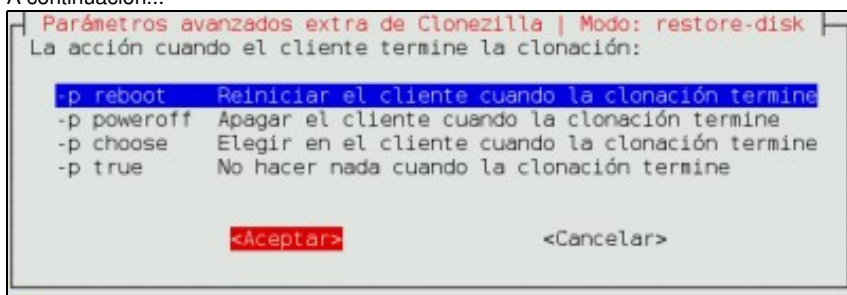 A continuación...
Parámetros avanzados extra de Clonezilla | Modo: restore-disk
La acción cuando el cliente termine la clonación:
-p reboot Reiniciar el cliente cuando la clonación termine
-p poweroff Apagar el cliente cuando la clonación termine
-p choose Elegir en el cliente cuando la clonación termine
-p true No hacer nada cuando la clonación termine
<Aceptar> <Cancelar>